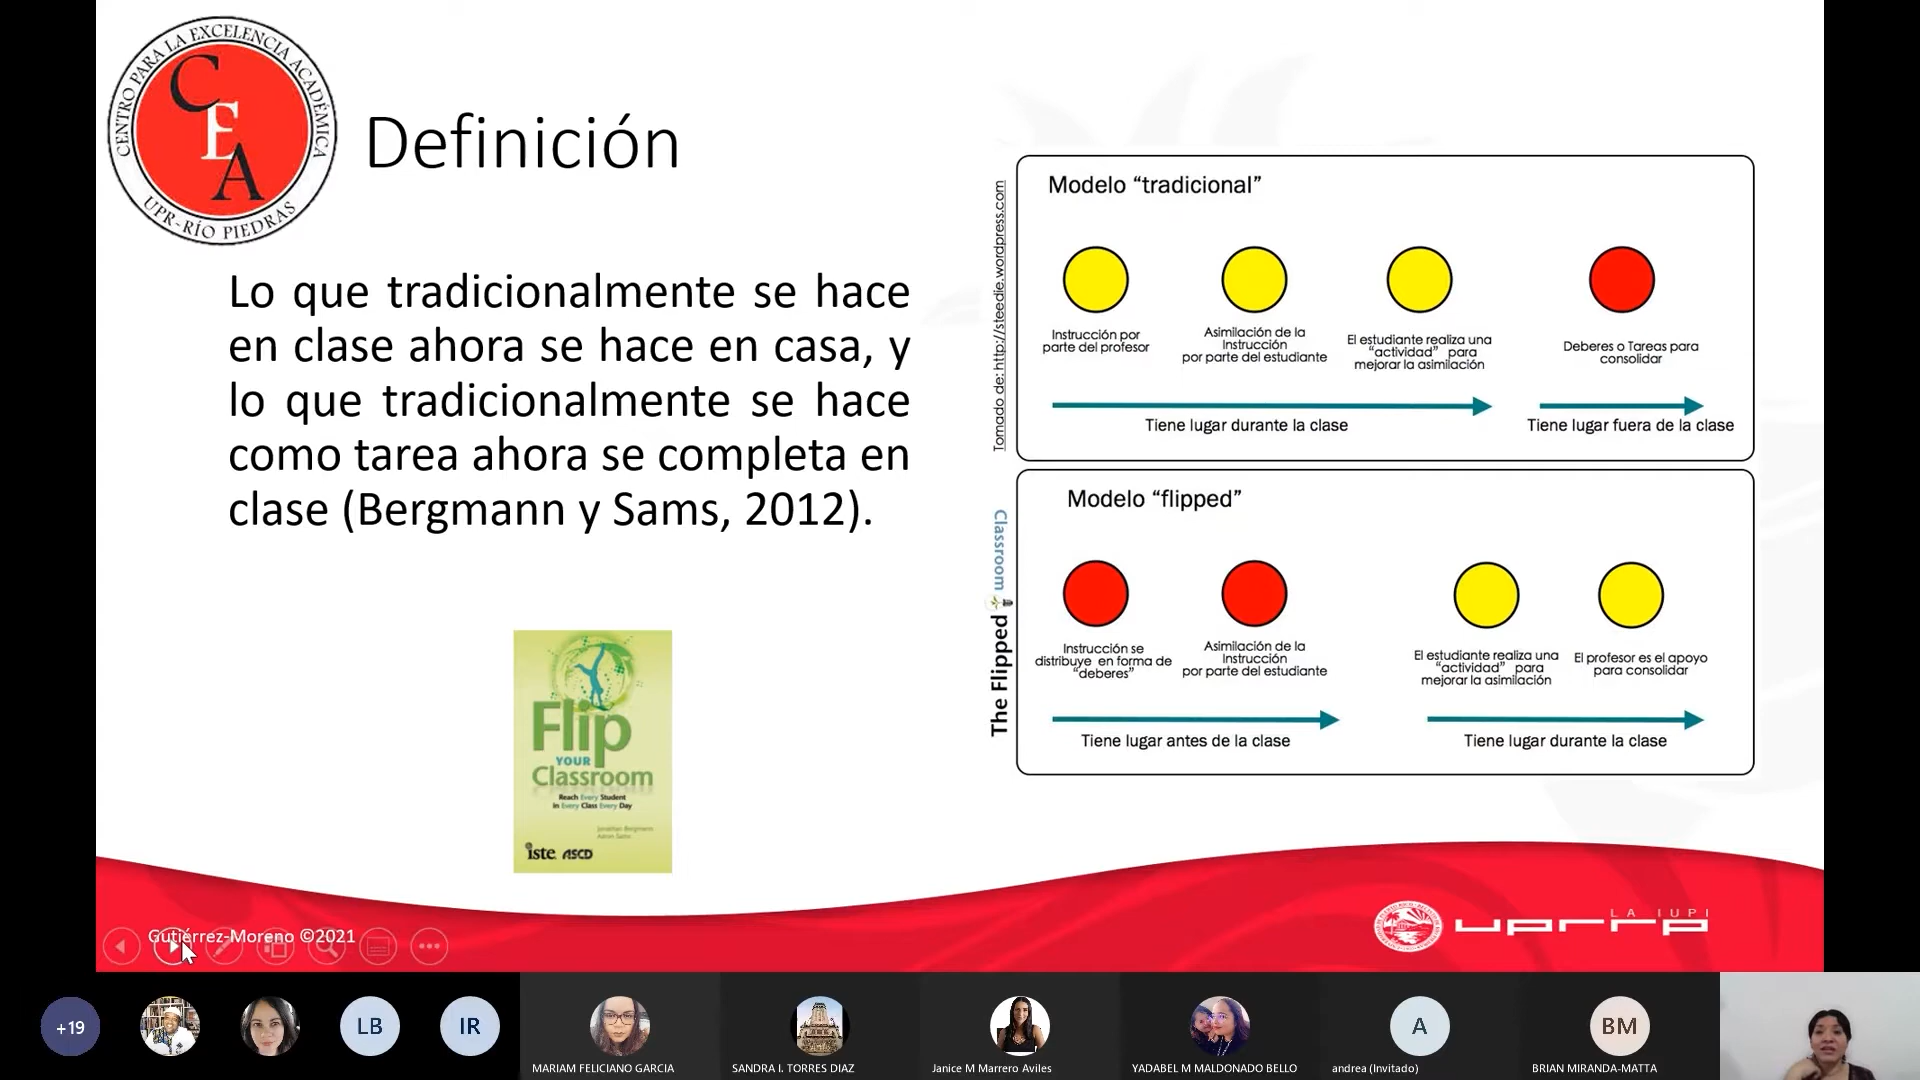 CENTRO PARA LA EXCELENCIA ACADÉMICA
CEA
UPR-RÍO PIEDRAS
Definición
Lo que tradicionalmente se hace
en clase ahora se hace en casa, y
lo que tradicionalmente se hace
como tarea ahora se completa en
clase (Bergmann y Sams, 2012).
Flip
YOUR
Classroom
Reach Every Student
in Every Class Every Day
Jonathan Bergmann
Aaron Sams
iste ASCD
Tomado de: http://steedie.wordpress.com
Modelo “tradicional”
Instrucción por
parte del profesor
Asimilación de la
Instrucción
por parte del estudiante
El estudiante realiza una
“actividad” para
mejorar la asimilación
Deberes o Tareas para
consolidar
Tiene lugar durante la clase
Tiene lugar fuera de la clase
The Flipped Classroom
Modelo “flipped”
Instrucción se
distribuye en forma de
“deberes”
Asimilación de la
Instrucción
por parte del estudiante
El estudiante realiza una
“actividad” para
mejorar la asimilación
El profesor es el apoyo
para consolidar
Tiene lugar antes de la clase
Tiene lugar durante la clase
Gutiérrez-Moreno ©2021
LA IUPI
uprrp
+19
LB
IR
MARIAM FELICIANO GARCIA
SANDRA I. TORRES DIAZ
Janice M Marrero Aviles
YADABEL M MALDONADO BELLO
A
andrea (Invitado)
BM
BRIAN MIRANDA-MATTA